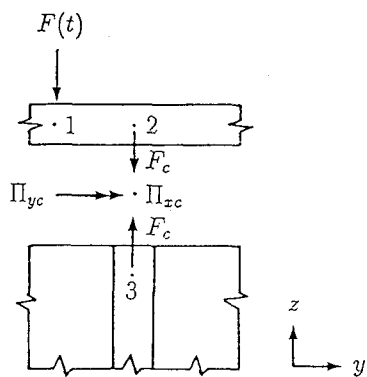 F(t)
· 1
· 2
F_c
Π_yc
· Π_xc
F_c
3
z
y